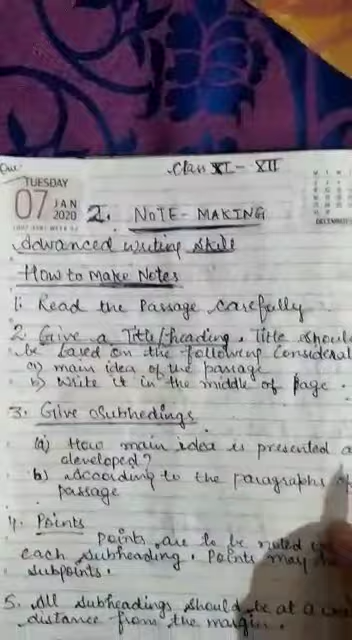 Class XI - XII
TUESDAY
07 JAN
2020
2. NOTE - MAKING
Advanced writing skill
How to make Notes
1. Read the Passage carefully
2. Give a Title/heading. Title should
be based on the following
a) main idea of the passage
b) write it in the middle of page.
3. Give Subhedings
(a) How main idea is presented
developed?
b) according to the paragraphs of
passage
4. Points
points are to be noted
each subheading. Points may
subpoints.
5. All subheadings should be at a
distance from the margin.
DECEMBER